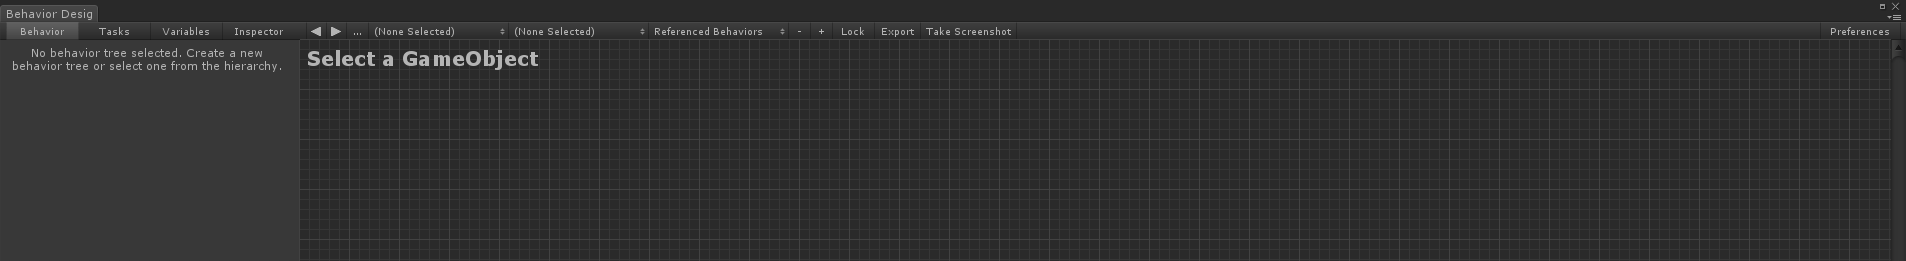 Behavior Desig
Behavior Tasks Variables Inspector ... (None Selected) (None Selected) Referenced Behaviors - + Lock Export Take Screenshot Preferences
No behavior tree selected. Create a new
behavior tree or select one from the hierarchy.
Select a GameObject